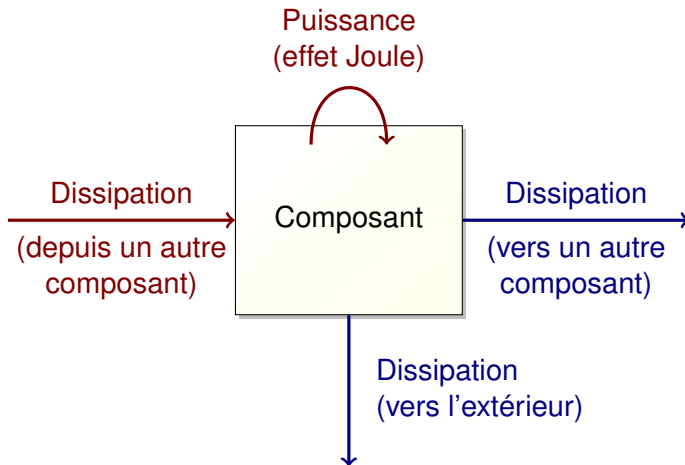 Puissance
(effet Joule)
Dissipation
(depuis un autre
composant)
Composant
Dissipation
(vers un autre
composant)
Dissipation
(vers l'extérieur)